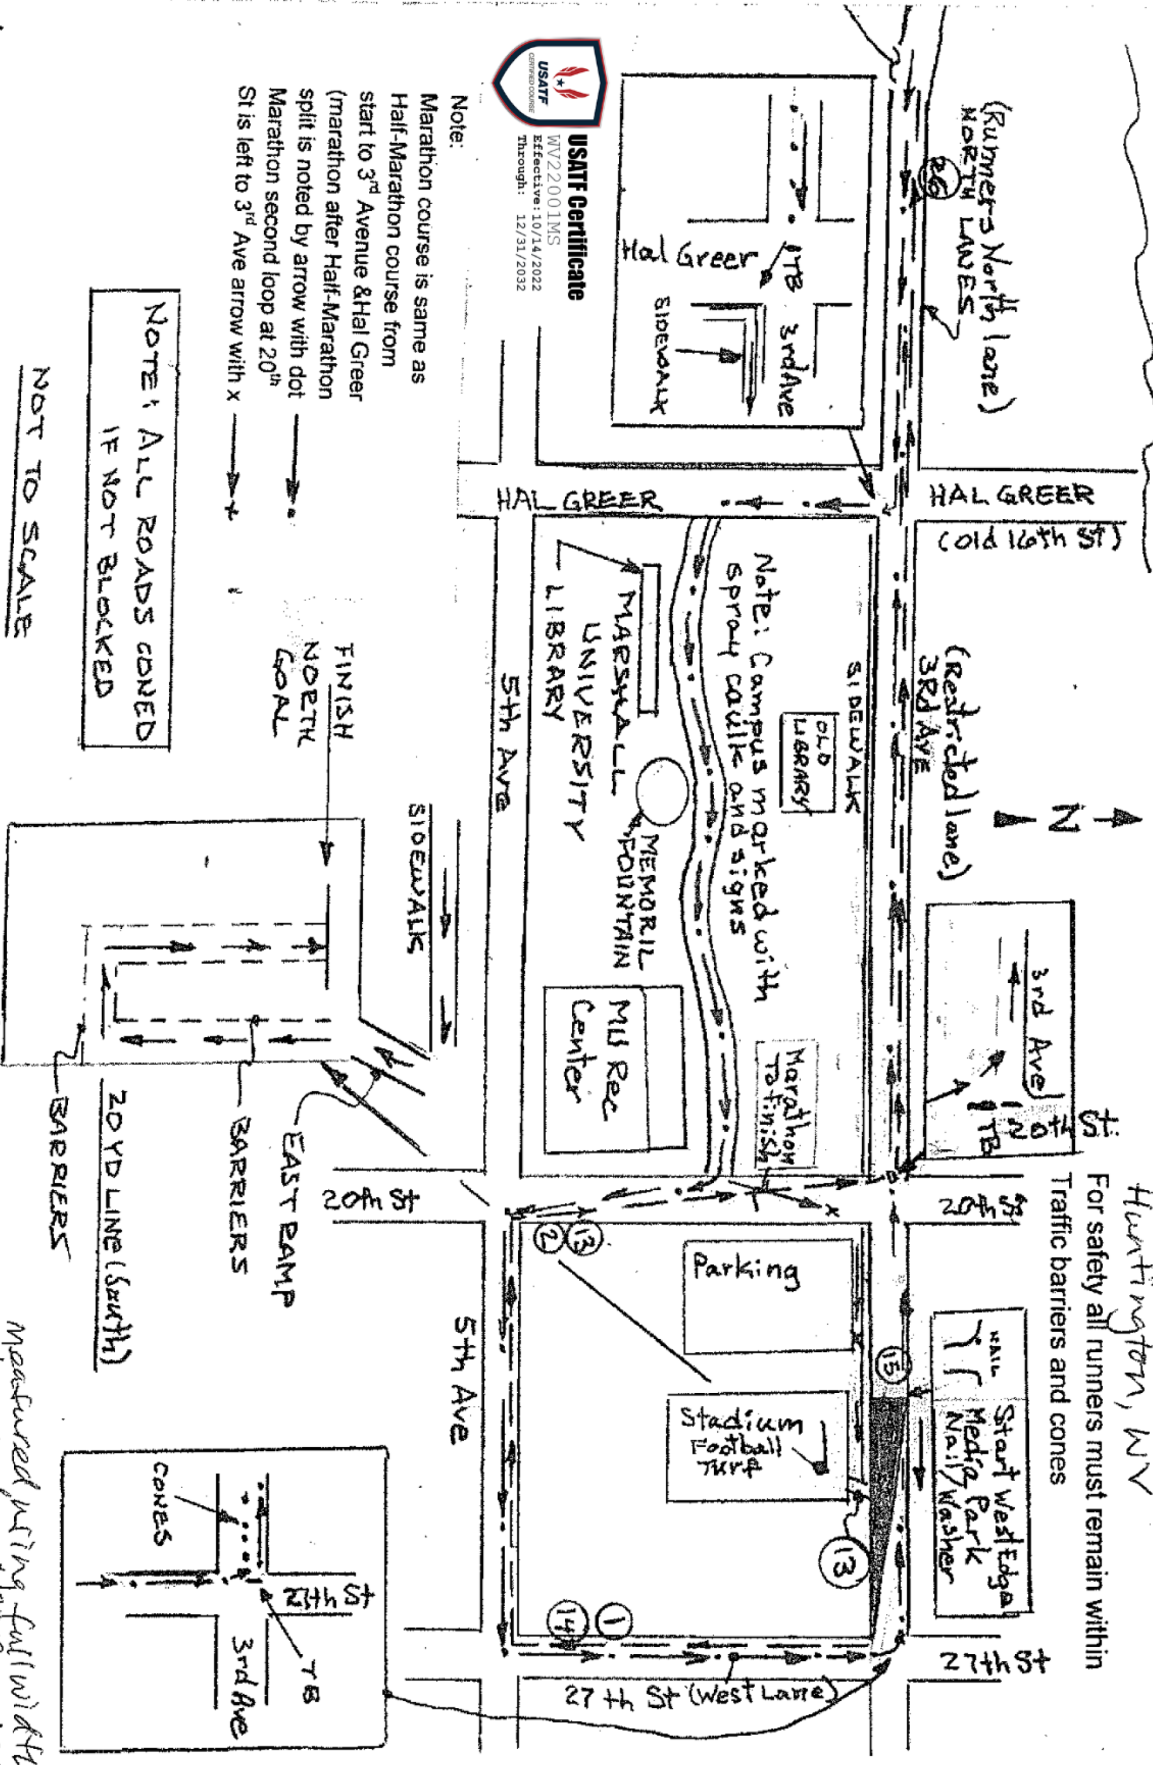 Huntington, WV
For safety all runners must remain within
Traffic barriers and cones
(Runners North lane)
NORTH LANES
26
HAL GREER
(old 16th St)
(Restricted lane)
3Rd AVE
N
3rd Ave
20th St.
TB
20th St
NAIL
Start West Edge
Media Park
Nail/Washer
15
27th St
Hal Greer
TB
3rd Ave
SIDEWALK
USATF
CERTIFIED COURSE
USATF Certificate
WV22001MS
Effective: 10/14/2022
Through: 12/31/2032
HAL GREER
SIDEWALK
OLD
LIBRARY
Note: Campus marked with
spray caulk and signs
MARSHALL
UNIVERSITY
LIBRARY
MEMORIL
FOUNTAIN
MU Rec
Center
Marathon
To finish
X
Parking
Stadium
Football
Turf
13
13
2
1
14
27th St (West Lane)
5th Ave
20th St
5th Ave
Note:
Marathon course is same as
Half-Marathon course from
start to 3rd Avenue &Hal Greer
(marathon after Half-Marathon
split is noted by arrow with dot
Marathon second loop at 20th
St is left to 3rd Ave arrow with x
SIDEWALK
FINISH
NORTH
GOAL
EAST RAMP
BARRIERS
20 YD LINE (South)
BARRIERS
CONES
27th St
3rd Ave
TB
NOTE: ALL ROADS CONED
IF NOT BLOCKED
NOT TO SCALE
measured using full width